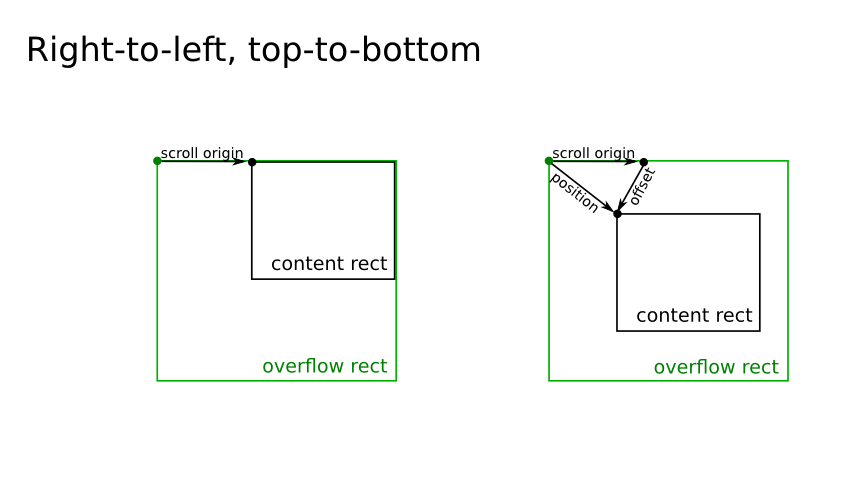 Right-to-left, top-to-bottom
scroll origin
content rect
overflow rect
scroll origin
position
offset
content rect
overflow rect